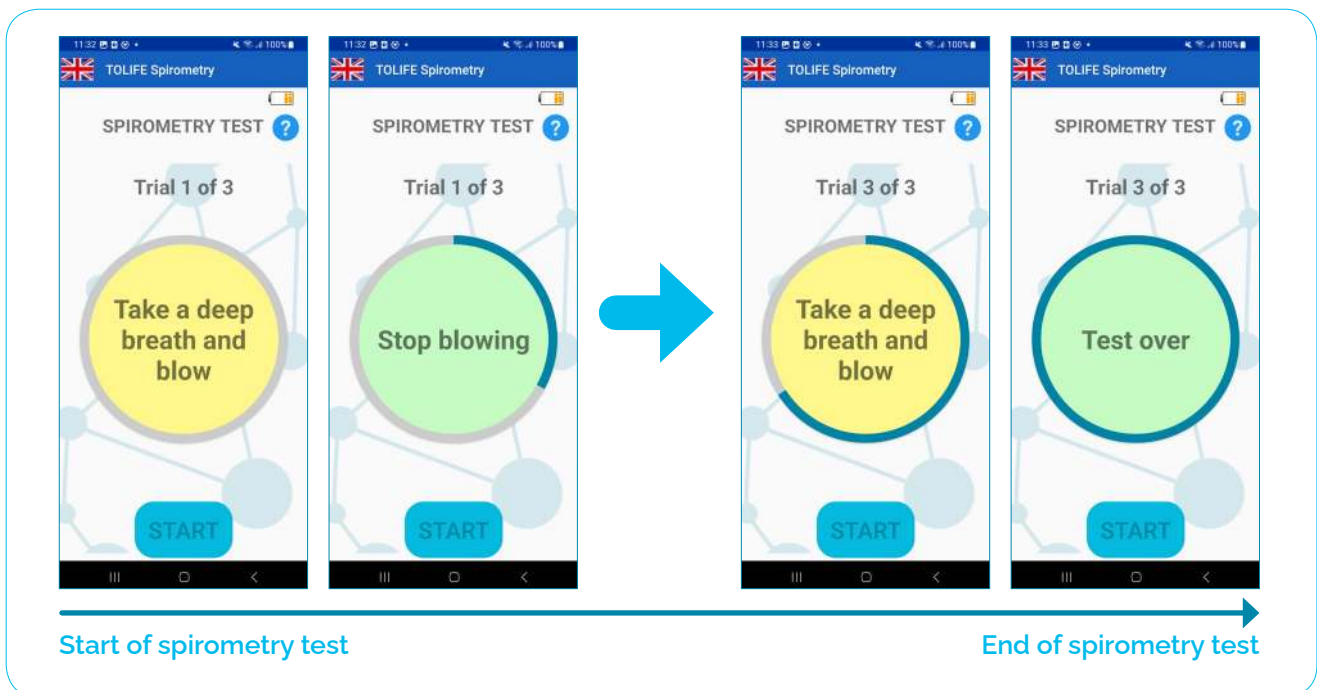 11:32
100%
TOLIFE Spirometry
SPIROMETRY TEST ?
Trial 1 of 3
Take a deep
breath and
blow
START
11:32
100%
TOLIFE Spirometry
SPIROMETRY TEST ?
Trial 1 of 3
Stop blowing
START
11:33
100%
TOLIFE Spirometry
SPIROMETRY TEST ?
Trial 3 of 3
Take a deep
breath and
blow
START
11:33
100%
TOLIFE Spirometry
SPIROMETRY TEST ?
Trial 3 of 3
Test over
START
Start of spirometry test
End of spirometry test